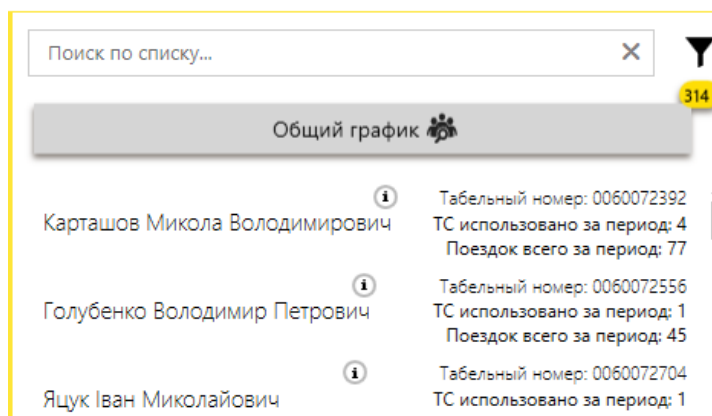 Поиск по списку...
314
Общий график
Табельный номер: 0060072392
Карташов Микола Володимирович
ТС использовано за период: 4
Поездок всего за период: 77
Табельный номер: 0060072556
Голубенко Володимир Петрович
ТС использовано за период: 1
Поездок всего за период: 45
Табельный номер: 0060072704
Яцук Іван Миколайович
ТС использовано за период: 1